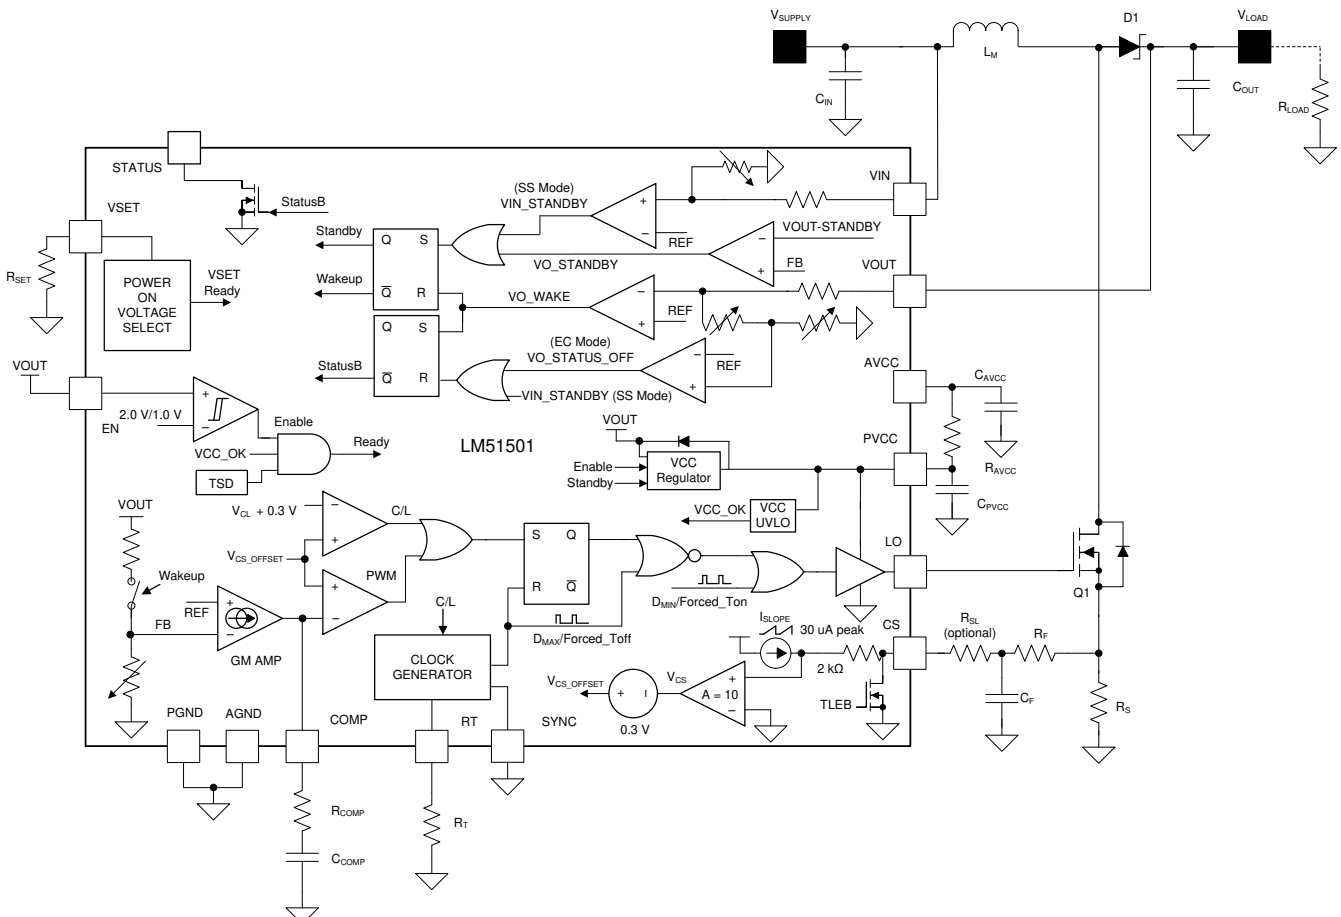 VSUPPLY
D1
VLOAD
LM
CIN
COUT
RLOAD
STATUS
VIN
(SS Mode)
VIN_STANDBY
VSET
StatusB
VOUT-STANDBY
Standby
Q
S
REF
FB
VOUT
VO_STANDBY
RSET
POWER
ON
VOLTAGE
SELECT
VSET
Ready
Wakeup
Q
R
VO_WAKE
REF
Q
S
(EC Mode)
VO_STATUS_OFF
REF
AVCC
CAVCC
VOUT
StatusB
Q
R
VIN_STANDBY (SS Mode)
EN
2.0 V/1.0 V
Enable
VCC_OK
Ready
TSD
LM51501
VOUT
PVCC
RAVCC
Enable
Standby
VCC
Regulator
CPVCC
VCC_OK
VCC
UVLO
VOUT
VCL + 0.3 V
C/L
VCS_OFFSET
PWM
S
Q
R
Q
LO
Q1
Wakeup
REF
FB
GM AMP
C/L
DMAX/Forced_Toff
DMIN/Forced_Ton
ISLOPE
30 uA peak
CS
RSL
(optional)
RF
2 kΩ
CLOCK
GENERATOR
VCS_OFFSET
VCS
A = 10
0.3 V
TLEB
CF
RS
PGND
AGND
COMP
RT
SYNC
RCOMP
RT
CCOMP
+
−